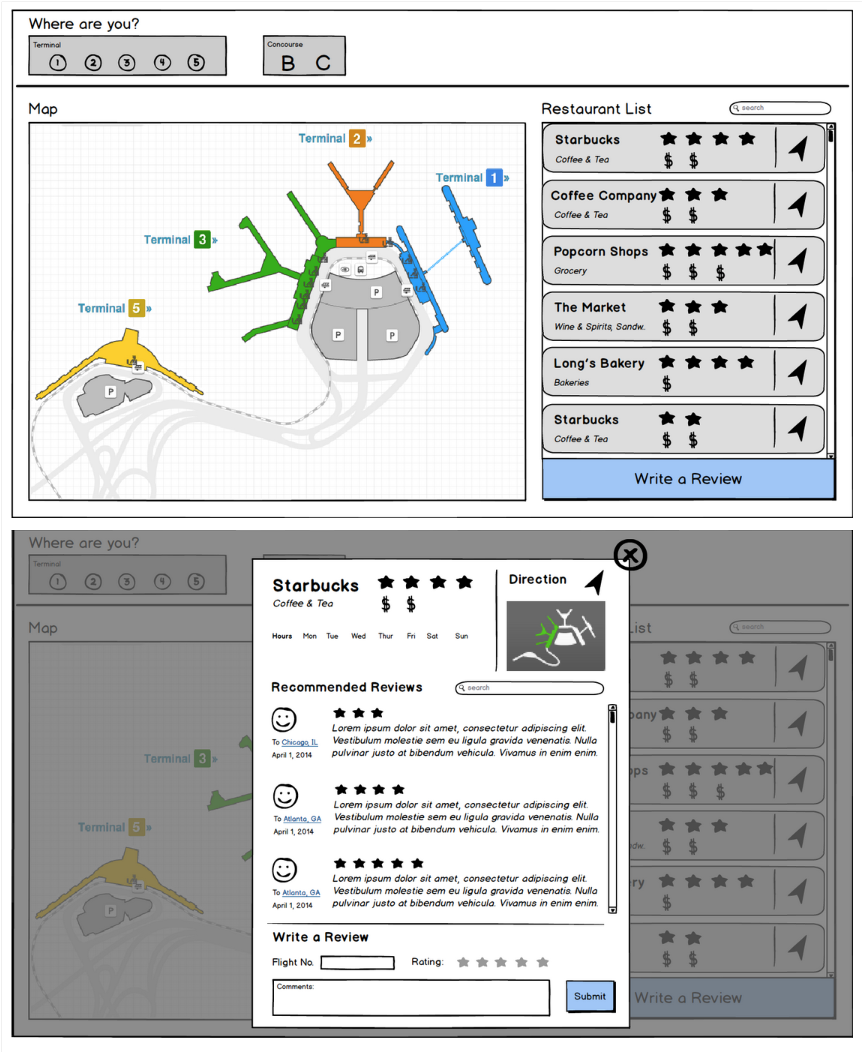 Where are you?
Terminal
1 2 3 4 5
Concourse
B C
Map
Terminal 2 »
Terminal 1 »
Terminal 3 »
Terminal 5 »
P
P
P
P
Restaurant List
search
Starbucks
Coffee & Tea
$ $
Coffee Company
Coffee & Tea
$ $
Popcorn Shops
Grocery
$ $ $
The Market
Wine & Spirits, Sandw.
$ $
Long's Bakery
Bakeries
$
Starbucks
Coffee & Tea
$ $
Write a Review
Where are you?
Terminal
1 2 3 4 5
Map
Terminal 3 »
Terminal 5 »
P
Starbucks
Coffee & Tea
$ $
Direction
Hours Mon Tue Wed Thur Fri Sat Sun
Recommended Reviews
search
To Chicago, IL
April 1, 2014
Lorem ipsum dolor sit amet, consectetur adipiscing elit.
Vestibulum molestie sem eu ligula gravida venenatis. Nulla
pulvinar justo at bibendum vehicula. Vivamus in enim enim.
To Atlanta, GA
April 1, 2014
Lorem ipsum dolor sit amet, consectetur adipiscing elit.
Vestibulum molestie sem eu ligula gravida venenatis. Nulla
pulvinar justo at bibendum vehicula. Vivamus in enim enim.
To Atlanta, GA
April 1, 2014
Lorem ipsum dolor sit amet, consectetur adipiscing elit.
Vestibulum molestie sem eu ligula gravida venenatis. Nulla
pulvinar justo at bibendum vehicula. Vivamus in enim enim.
Write a Review
Flight No.
Rating:
Comments:
Submit
X
List
search
$ $
pany
$ $
ops
$ $ $
dw.
$ $
ry
$
$ $
Write a Review